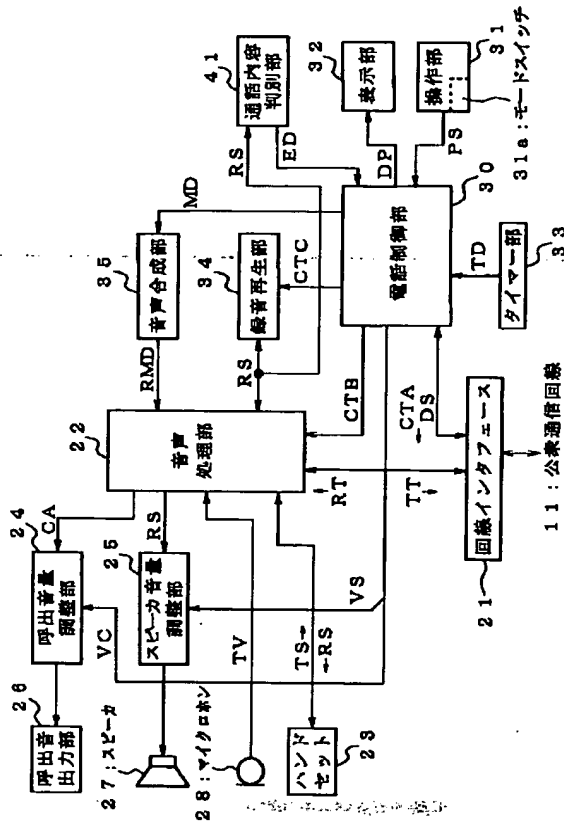 26
呼出音
出力部
24
呼出音量
調整部
CA
VC
27:スピーカ
25
スピーカ音量
調整部
RS
28:マイクロホン
TV
VS
TS→
←RS
ハンド
セット
23
22
音声
処理部
RMD
35
音声合成部
MD
RS
34
録音再生部
CTC
RS
41
通話内容
判別部
ED
CTB
RT
TT
CTA
DS
21
回線インタフェース
11:公衆通信回線
電話制御部
30
DP
32
表示部
PS
操作部
31
31a:モードスイッチ
TD
タイマー部
33